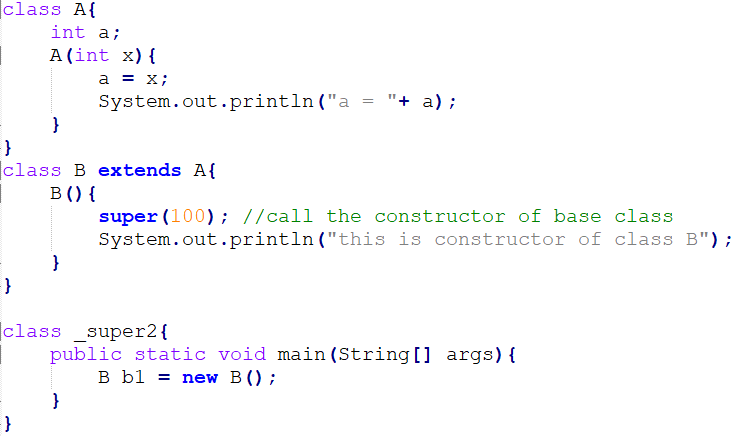 class A{
    int a;
    A(int x){
        a = x;
        System.out.println("a = "+ a);
    }
}
class B extends A{
    B(){
        super(100); //call the constructor of base class
        System.out.println("this is constructor of class B");
    }
}

class _super2{
    public static void main(String[] args){
        B b1 = new B();
    }
}